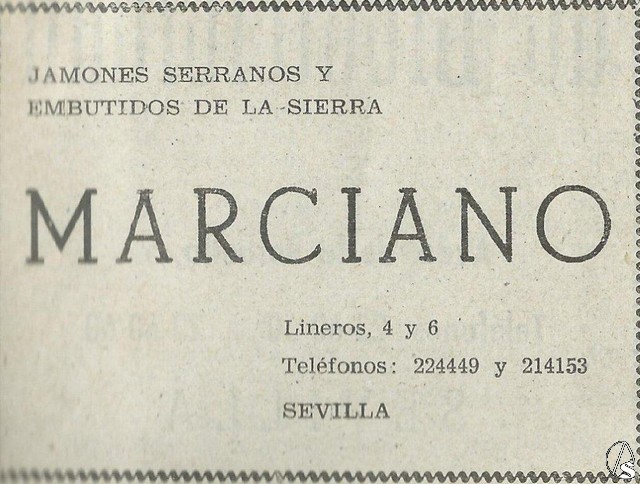 JAMONES SERRANOS Y
EMBUTIDOS DE LA SIERRA
MARCIANO
Lineros, 4 y 6
Teléfonos: 224449 y 214153
SEVILLA